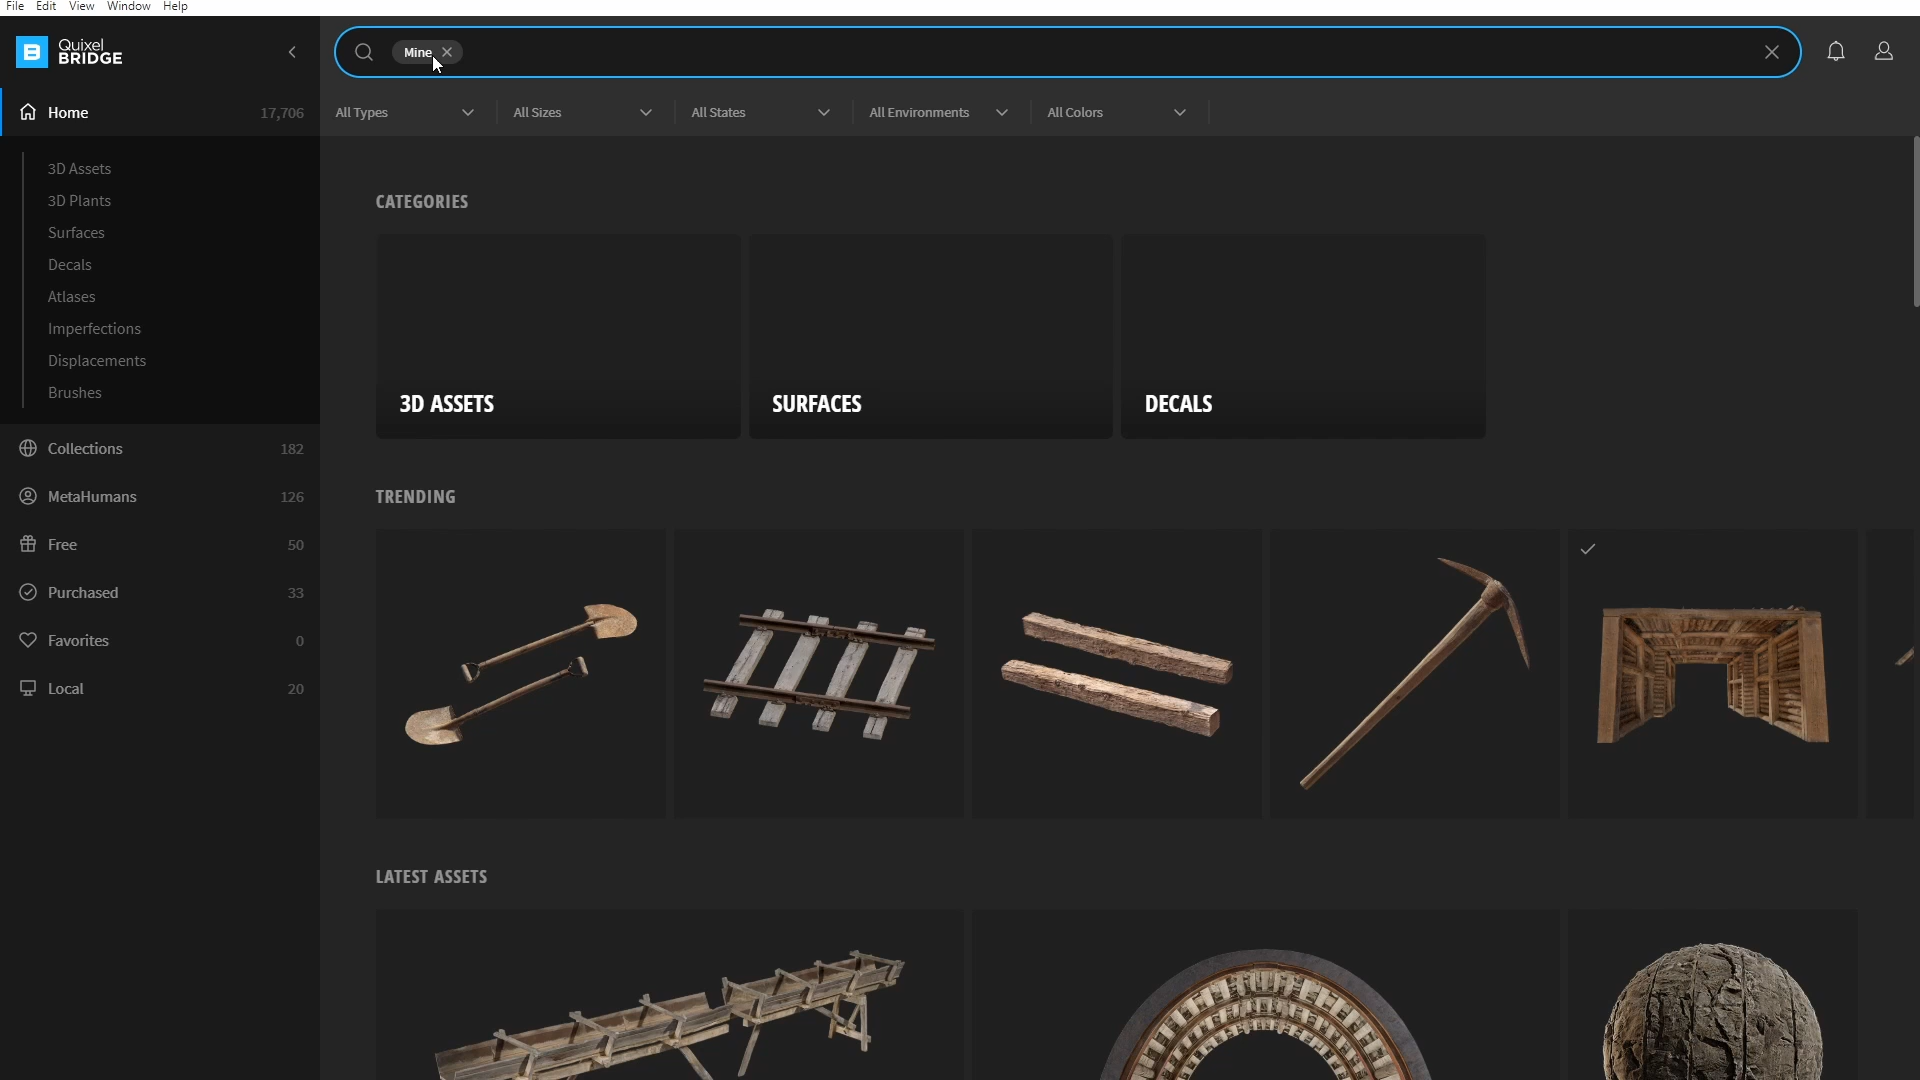 File Edit View Window Help
Quixel
BRIDGE
Mine
Home 17,706
All Types All Sizes All States All Environments All Colors
3D Assets
3D Plants
Surfaces
Decals
Atlases
Imperfections
Displacements
Brushes
Collections 182
MetaHumans 126
Free 50
Purchased 33
Favorites 0
Local 20
CATEGORIES
3D ASSETS SURFACES DECALS
TRENDING
LATEST ASSETS